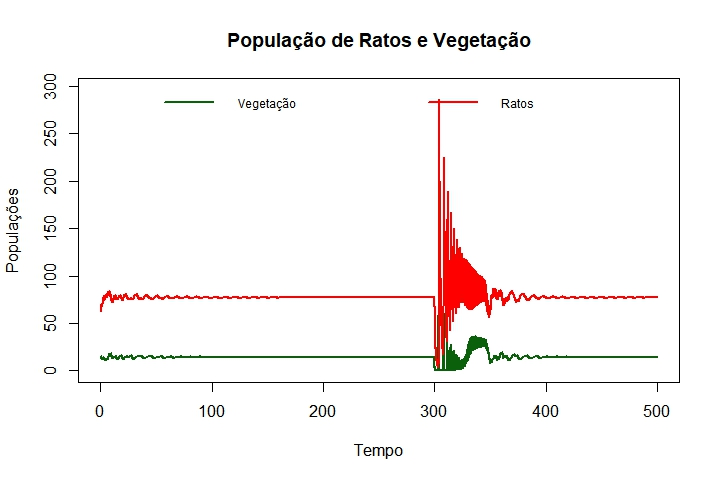 População de Ratos e Vegetação
Vegetação
Ratos
Populações
300
250
200
150
100
50
0
0 100 200 300 400 500
Tempo